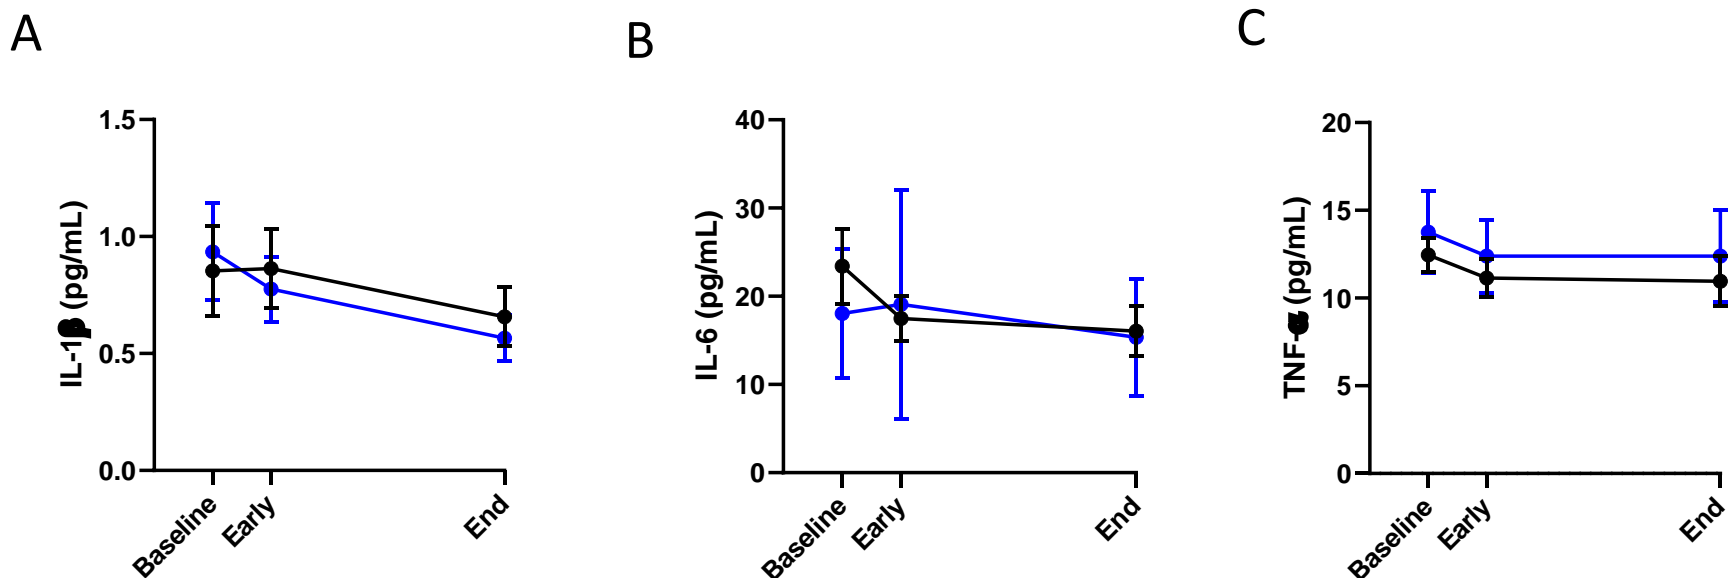 A
B
C
IL-1β (pg/mL)
1.5
1.0
0.5
0.0
Baseline
Early
End
IL-6 (pg/mL)
40
30
20
10
0
Baseline
Early
End
TNF-α (pg/mL)
20
15
10
5
0
Baseline
Early
End